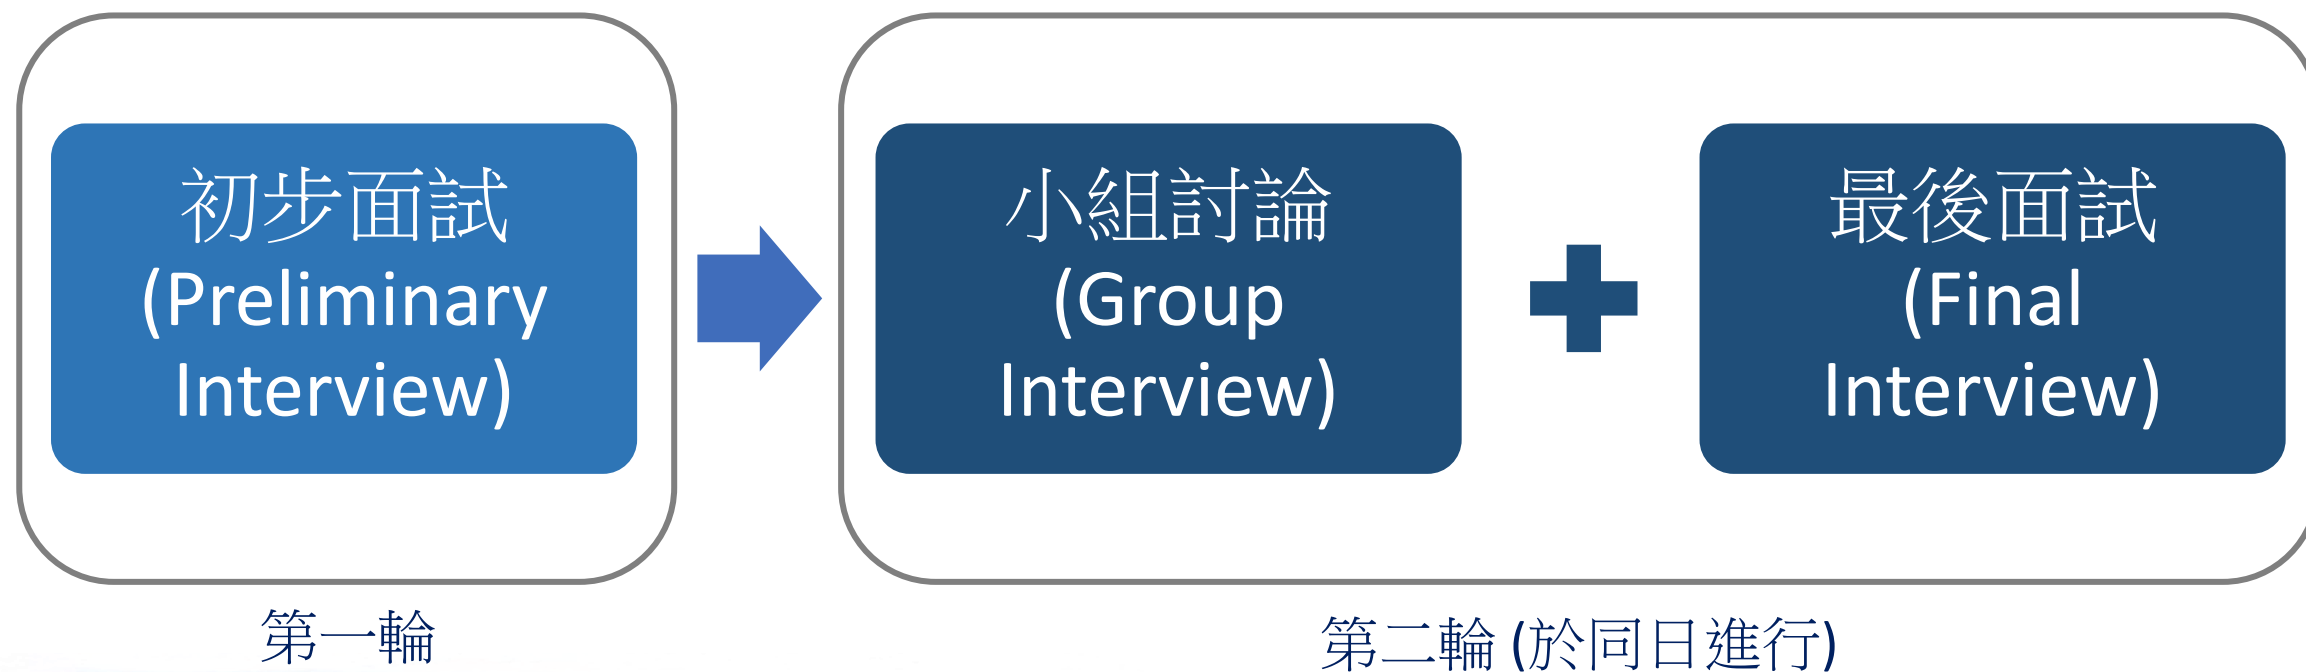 初步面試
(Preliminary
Interview)
小組討論
(Group
Interview)
最後面試
(Final
Interview)
第一輪
第二輪 (於同日進行)